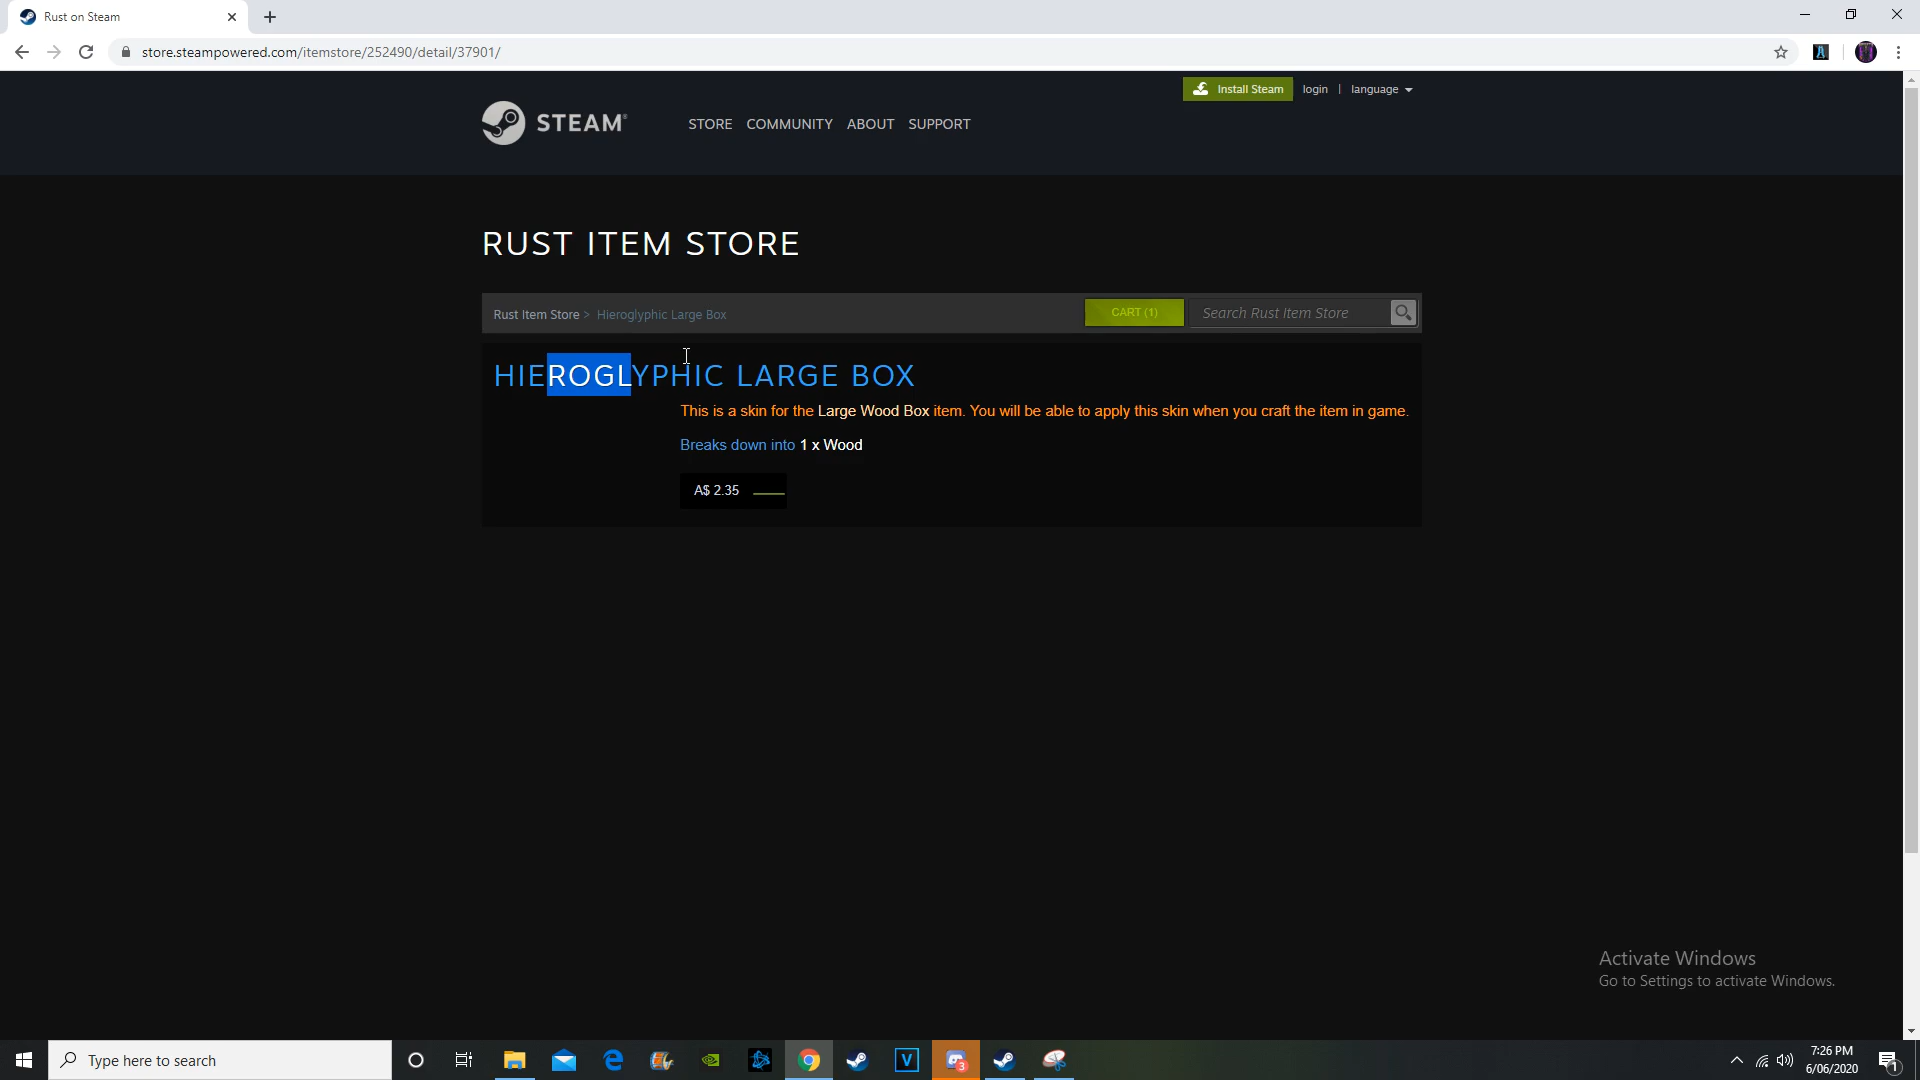 Rust on Steam
store.steampowered.com/itemstore/252490/detail/37901/
Install Steam login | language
STEAM®
STORE COMMUNITY ABOUT SUPPORT
RUST ITEM STORE
Rust Item Store > Hieroglyphic Large Box
CART (1)
Search Rust Item Store
HIEROGLYPHIC LARGE BOX
This is a skin for the Large Wood Box item. You will be able to apply this skin when you craft the item in game.
Breaks down into 1 x Wood
A$ 2.35
Activate Windows
Go to Settings to activate Windows.
Type here to search
V
3
7:26 PM
6/06/2020
1